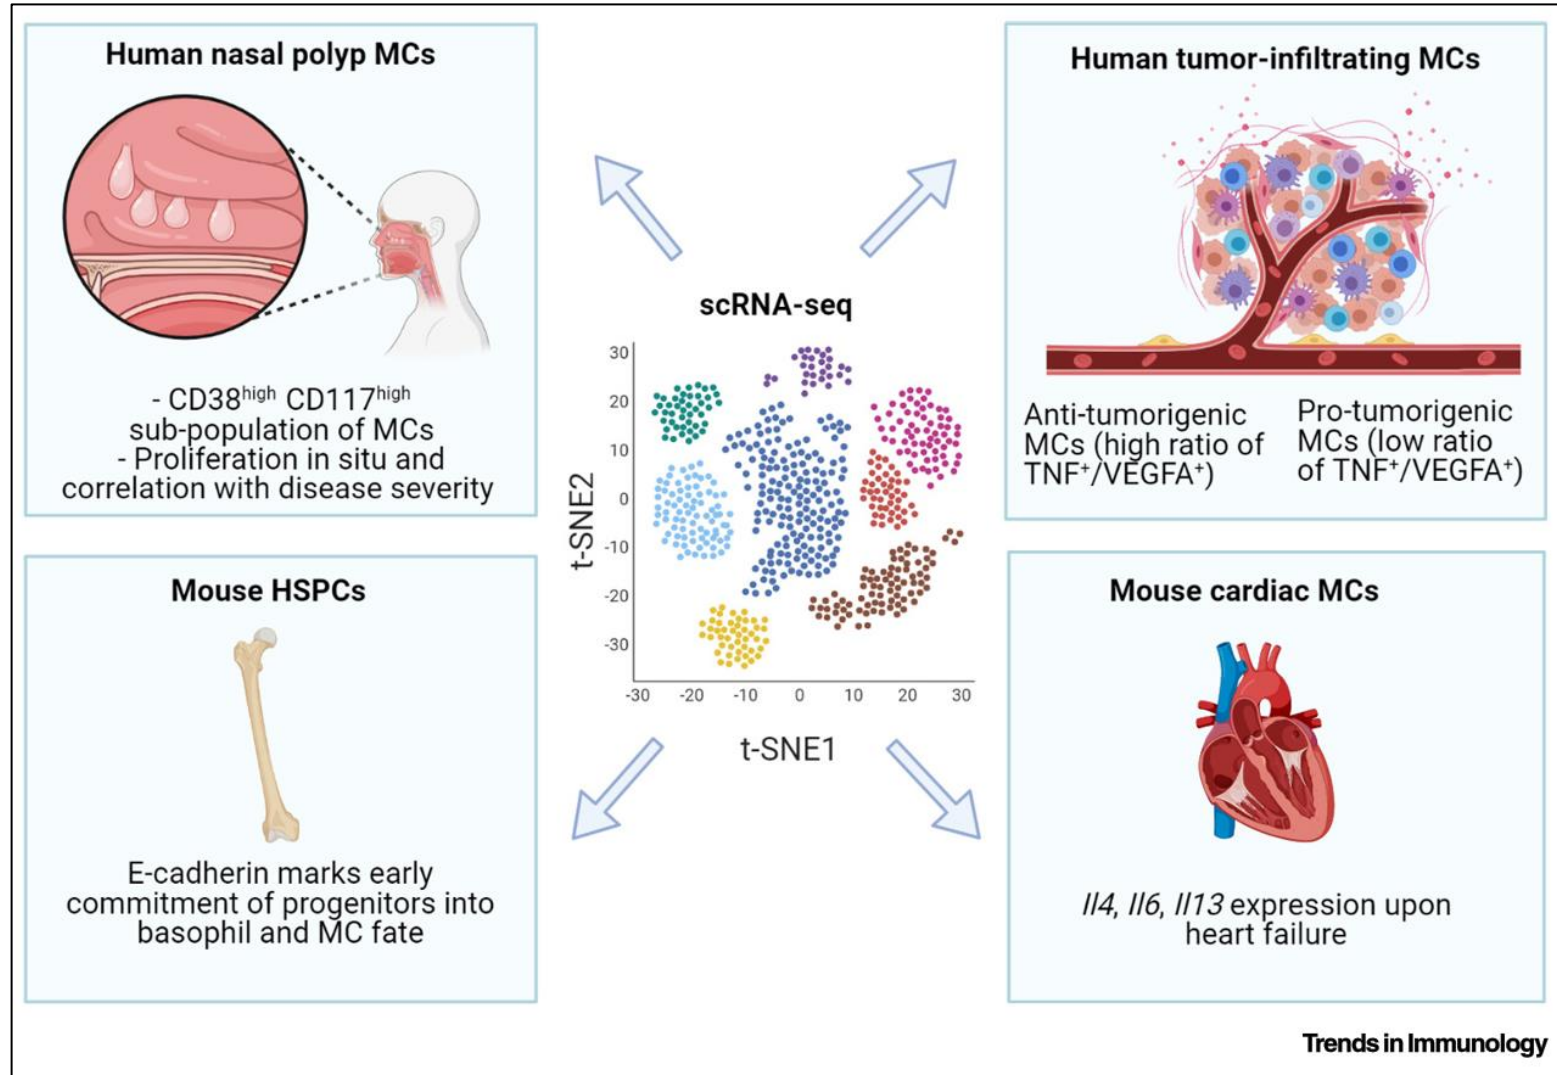 Human nasal polyp MCs
- CD38high CD117high
sub-population of MCs
- Proliferation in situ and
correlation with disease severity
Human tumor-infiltrating MCs
Anti-tumorigenic
MCs (high ratio of
TNF+/VEGFA+)
Pro-tumorigenic
MCs (low ratio
of TNF+/VEGFA+)
scRNA-seq
t-SNE2
30
20
10
0
-10
-20
-30
-30 -20 -10 0 10 20 30
t-SNE1
Mouse HSPCs
E-cadherin marks early
commitment of progenitors into
basophil and MC fate
Mouse cardiac MCs
Il4, Il6, Il13 expression upon
heart failure
Trends in Immunology